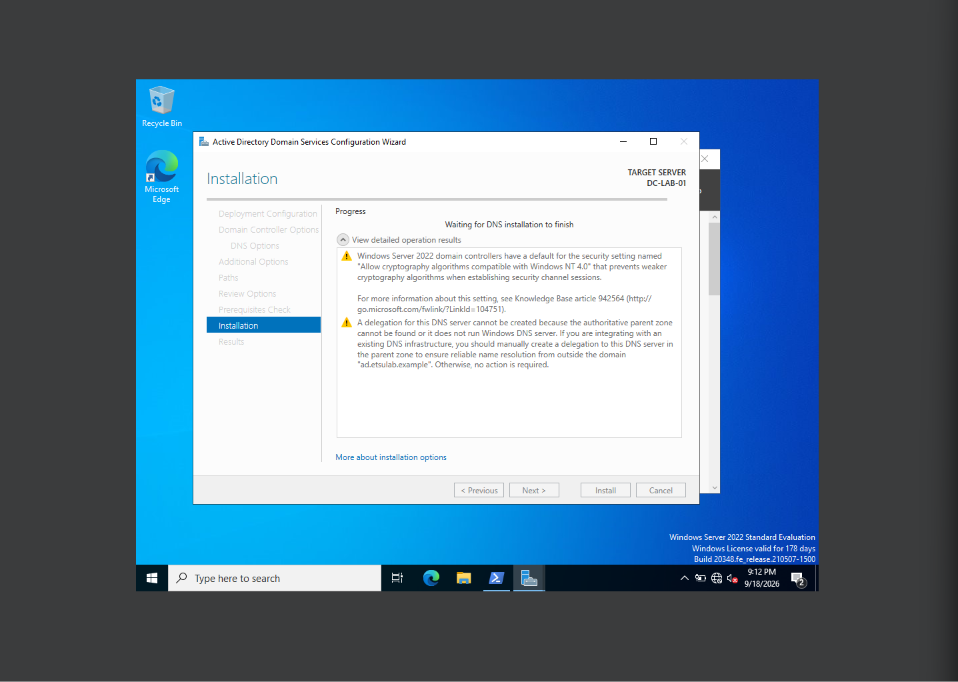 Recycle Bin
Microsoft
Edge
Active Directory Domain Services Configuration Wizard
Installation
TARGET SERVER
DC-LAB-01
Deployment Configuration
Domain Controller Options
DNS Options
Additional Options
Paths
Review Options
Prerequisites Check
Installation
Results
Progress
Waiting for DNS installation to finish
View detailed operation results
Windows Server 2022 domain controllers have a default for the security setting named
"Allow cryptography algorithms compatible with Windows NT 4.0" that prevents weaker
cryptography algorithms when establishing security channel sessions.
For more information about this setting, see Knowledge Base article 942564 (http://
go.microsoft.com/fwlink/?LinkId=104751).
A delegation for this DNS server cannot be created because the authoritative parent zone
cannot be found or it does not run Windows DNS server. If you are integrating with an
existing DNS infrastructure, you should manually create a delegation to this DNS server in
the parent zone to ensure reliable name resolution from outside the domain
"ad.etsulab.example". Otherwise, no action is required.
More about installation options
< Previous
Next >
Install
Cancel
Windows Server 2022 Standard Evaluation
Windows License valid for 178 days
Build 20348.fe_release.210507-1500
Type here to search
9:12 PM
9/18/2026
2